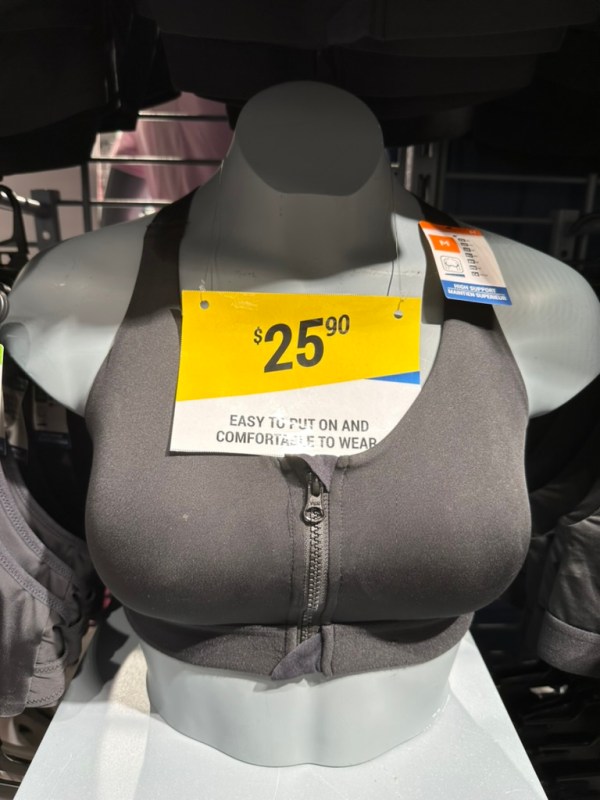 M
HIGH SUPPORT
MAINTIEN SUPÉRIEUR
$25.90
EASY TO PUT ON AND
COMFORTABLE TO WEAR